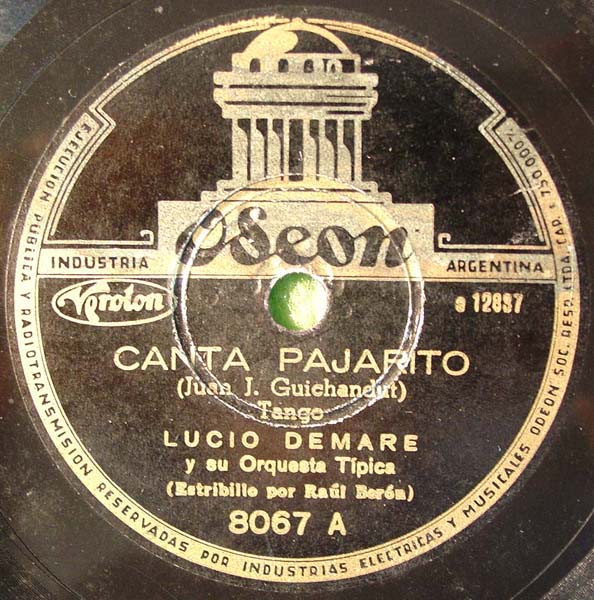 Odeon
INDUSTRIA ARGENTINA
Veroton
e 12837
CANTA PAJARITO
(Juan J. Guichandut)
Tango
LUCIO DEMARE
y su Orquesta Típica
(Estribillo por Raúl Berón)
8067 A
EJECUCION PUBLICA Y RADIOTRANSMISION RESERVADAS POR INDUSTRIAS ELECTRICAS Y MUSICALES ODEON SOC. RESP. LTDA. CAP. $ 750.000%